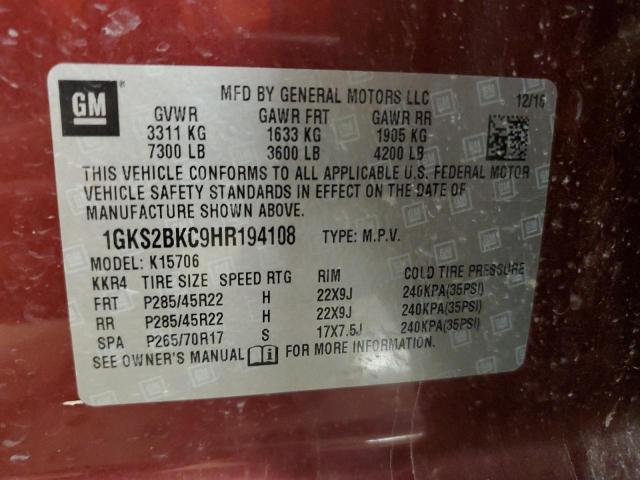 GM
MFD BY GENERAL MOTORS LLC 12/16
GVWR GAWR FRT GAWR RR
3311 KG 1633 KG 1905 KG
7300 LB 3600 LB 4200 LB
THIS VEHICLE CONFORMS TO ALL APPLICABLE U.S. FEDERAL MOTOR
VEHICLE SAFETY STANDARDS IN EFFECT ON THE DATE OF
MANUFACTURE SHOWN ABOVE.
1GKS2BKC9HR194108 TYPE: M.P.V.
MODEL: K15706
KKR4 TIRE SIZE SPEED RTG RIM COLD TIRE PRESSURE
FRT P285/45R22 H 22X9J 240KPA(35PSI)
RR P285/45R22 H 22X9J 240KPA(35PSI)
SPA P265/70R17 S 17X7.5J 240KPA(35PSI)
SEE OWNER'S MANUAL FOR MORE INFORMATION.